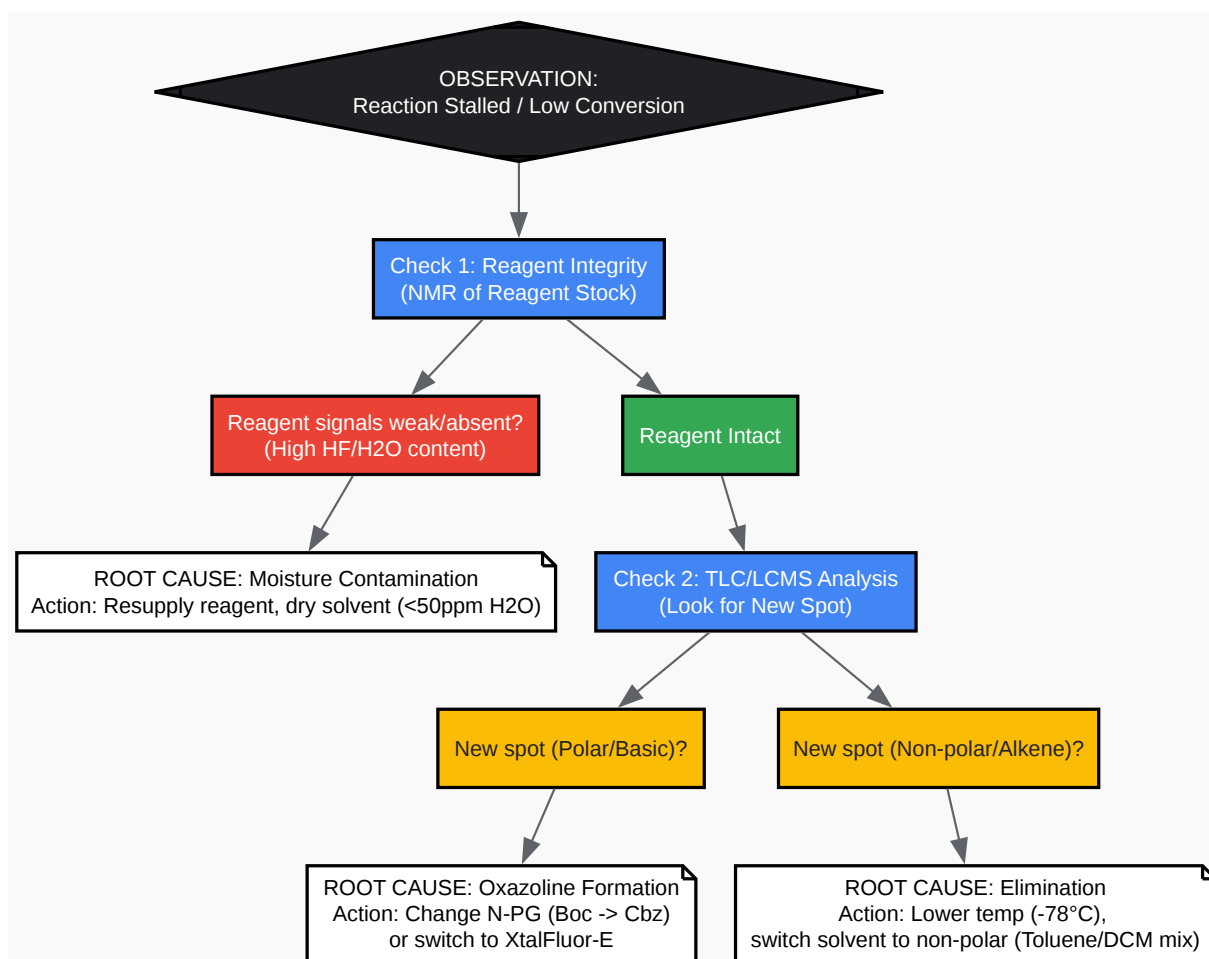 OBSERVATION:
Reaction Stalled / Low Conversion
Check 1: Reagent Integrity
(NMR of Reagent Stock)
Reagent signals weak/absent?
(High HF/H2O content)
Reagent Intact
ROOT CAUSE: Moisture Contamination
Action: Resupply reagent, dry solvent (<50ppm H2O)
Check 2: TLC/LCMS Analysis
(Look for New Spot)
New spot (Polar/Basic)?
New spot (Non-polar/Alkene)?
ROOT CAUSE: Oxazoline Formation
Action: Change N-PG (Boc -> Cbz)
or switch to XtalFluor-E
ROOT CAUSE: Elimination
Action: Lower temp (-78°C),
switch solvent to non-polar (Toluene/DCM mix)